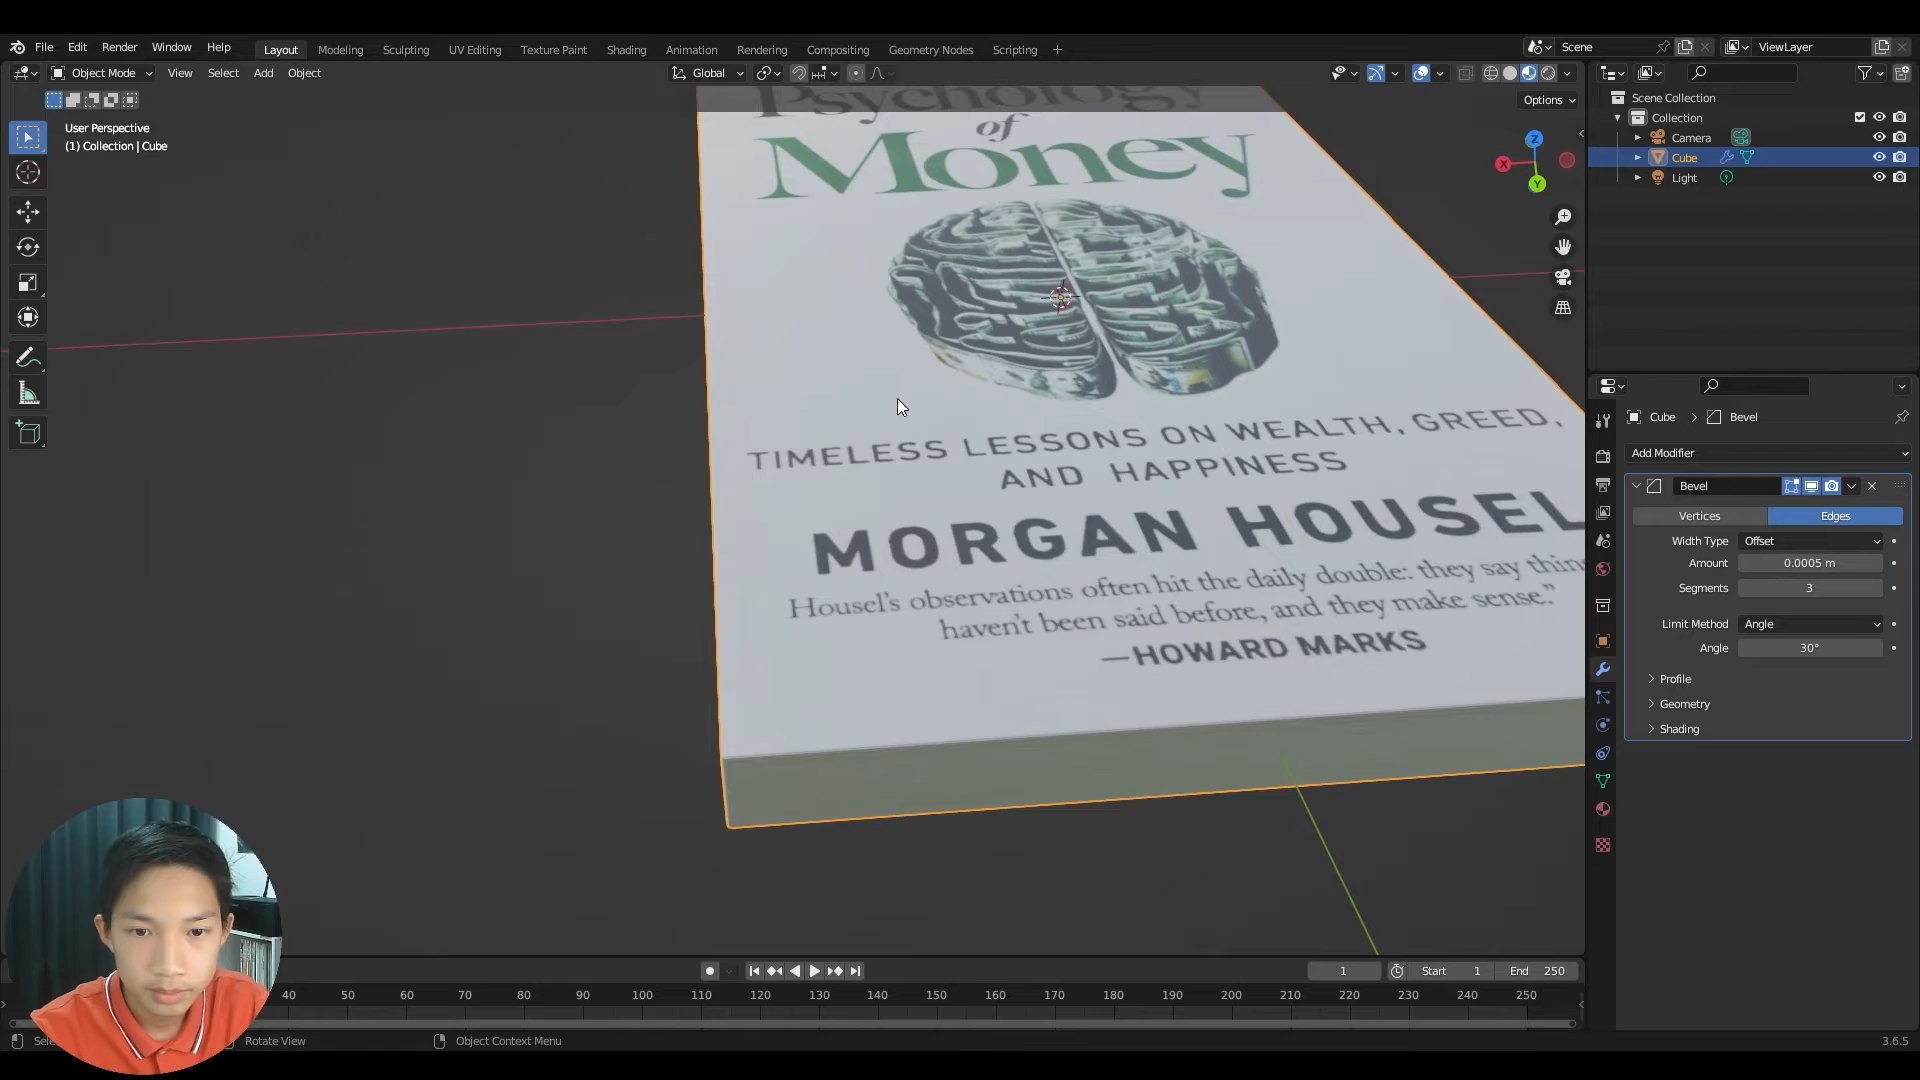 File Edit Render Window Help
Layout Modeling Sculpting UV Editing Texture Paint Shading Animation Rendering Compositing Geometry Nodes Scripting +
Scene
ViewLayer
Object Mode View Select Add Object
Global
Options
User Perspective
(1) Collection | Cube
Z
X
Y
Scene Collection
Collection
Camera
Cube
Light
Psychology
of
Money
TIMELESS LESSONS ON WEALTH, GREED,
AND HAPPINESS
MORGAN HOUSEL
Housel's observations often hit the daily double: they say thin
haven't been said before, and they make sense.”
—HOWARD MARKS
Cube > Bevel
Add Modifier
Bevel
Vertices Edges
Width Type Offset
Amount 0.0005 m
Segments 3
Limit Method Angle
Angle 30°
Profile
Geometry
Shading
1 Start 1 End 250
40 50 60 70 80 90 100 110 120 130 140 150 160 170 180 190 200 210 220 230 240 250
Rotate View Object Context Menu 3.6.5